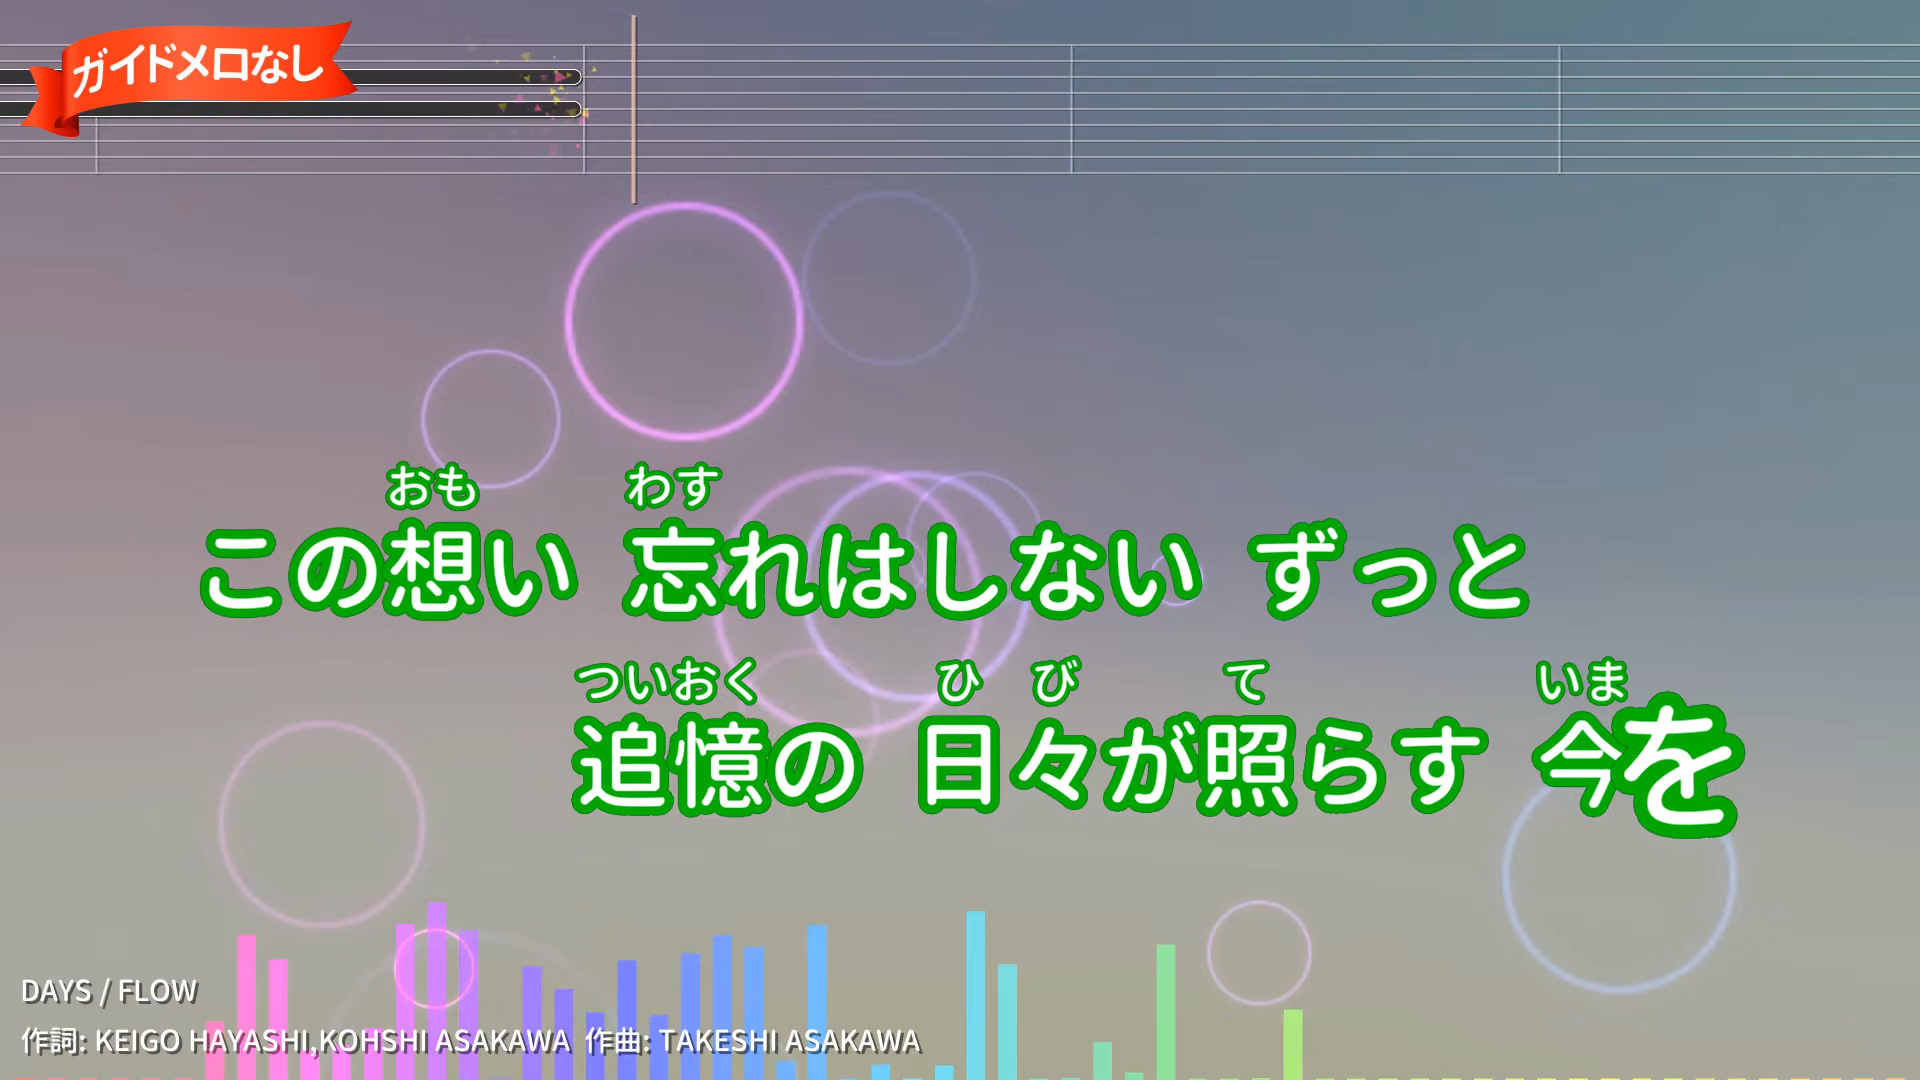 ガイドメロなし
おも わす
この想い 忘れはしない ずっと
ついおく ひ び て いま
追憶の 日々が照らす 今を
DAYS / FLOW
作詞: KEIGO HAYASHI,KOHSHI ASAKAWA 作曲: TAKESHI ASAKAWA